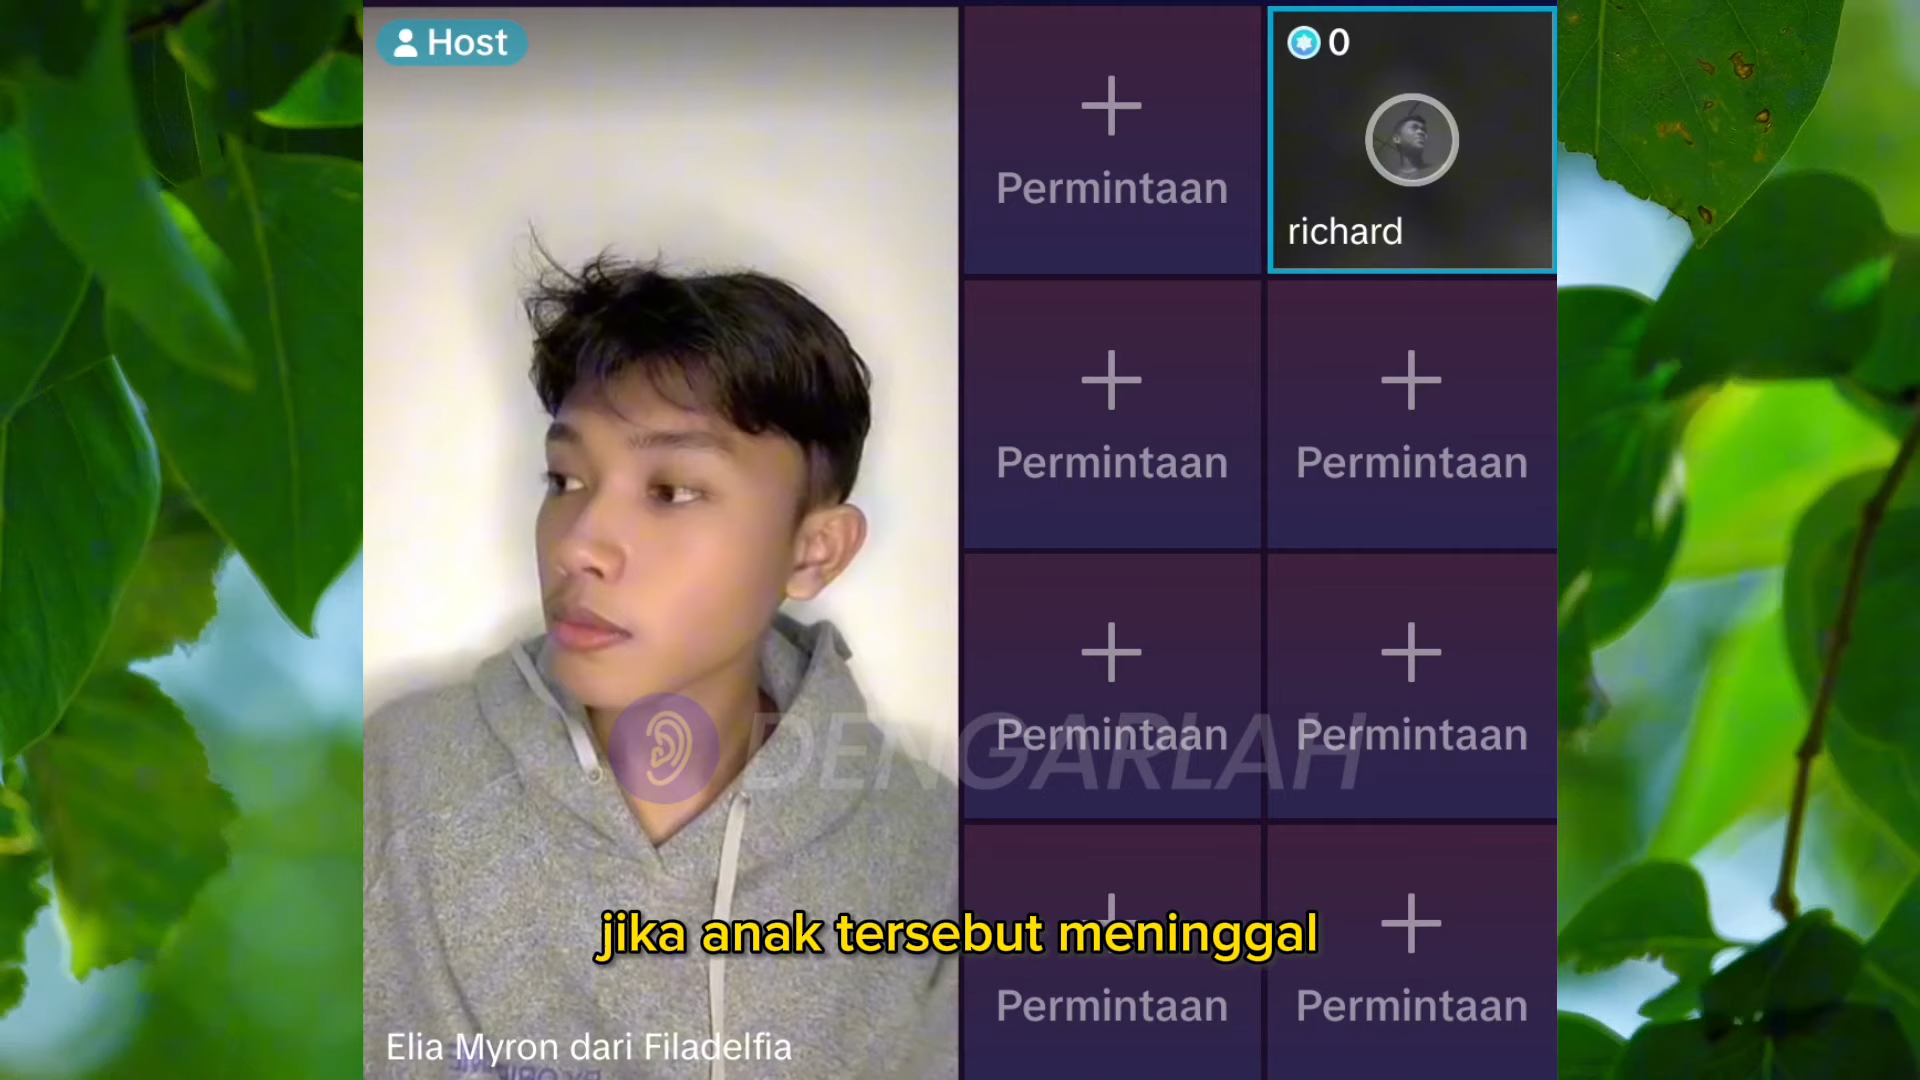 Host
0
richard
Permintaan
Permintaan
Permintaan
Permintaan
Permintaan
DENGARLAH
jika anak tersebut meninggal
Permintaan
Permintaan
Elia Myron dari Filadelfia